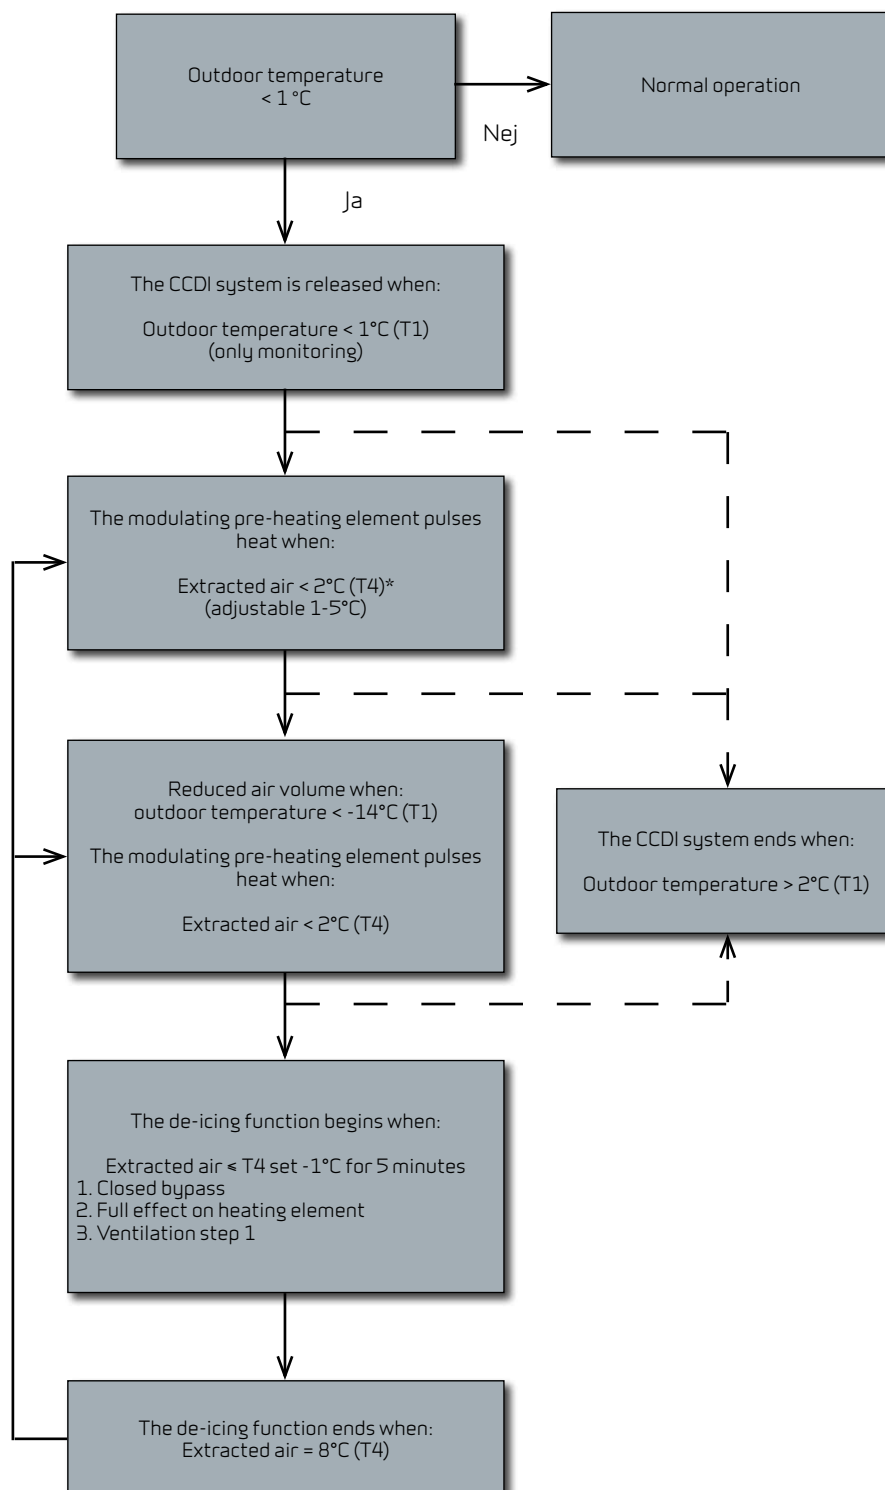 Outdoor temperature
< 1 °C
Normal operation
Nej
Ja
The CCDI system is released when:
Outdoor temperature < 1°C (T1)
(only monitoring)
The modulating pre-heating element pulses
heat when:
Extracted air < 2°C (T4)*
(adjustable 1-5°C)
Reduced air volume when:
outdoor temperature < -14°C (T1)
The modulating pre-heating element pulses
heat when:
Extracted air < 2°C (T4)
The CCDI system ends when:
Outdoor temperature > 2°C (T1)
The de-icing function begins when:
Extracted air ≤ T4 set -1°C for 5 minutes
1. Closed bypass
2. Full effect on heating element
3. Ventilation step 1
The de-icing function ends when:
Extracted air = 8°C (T4)